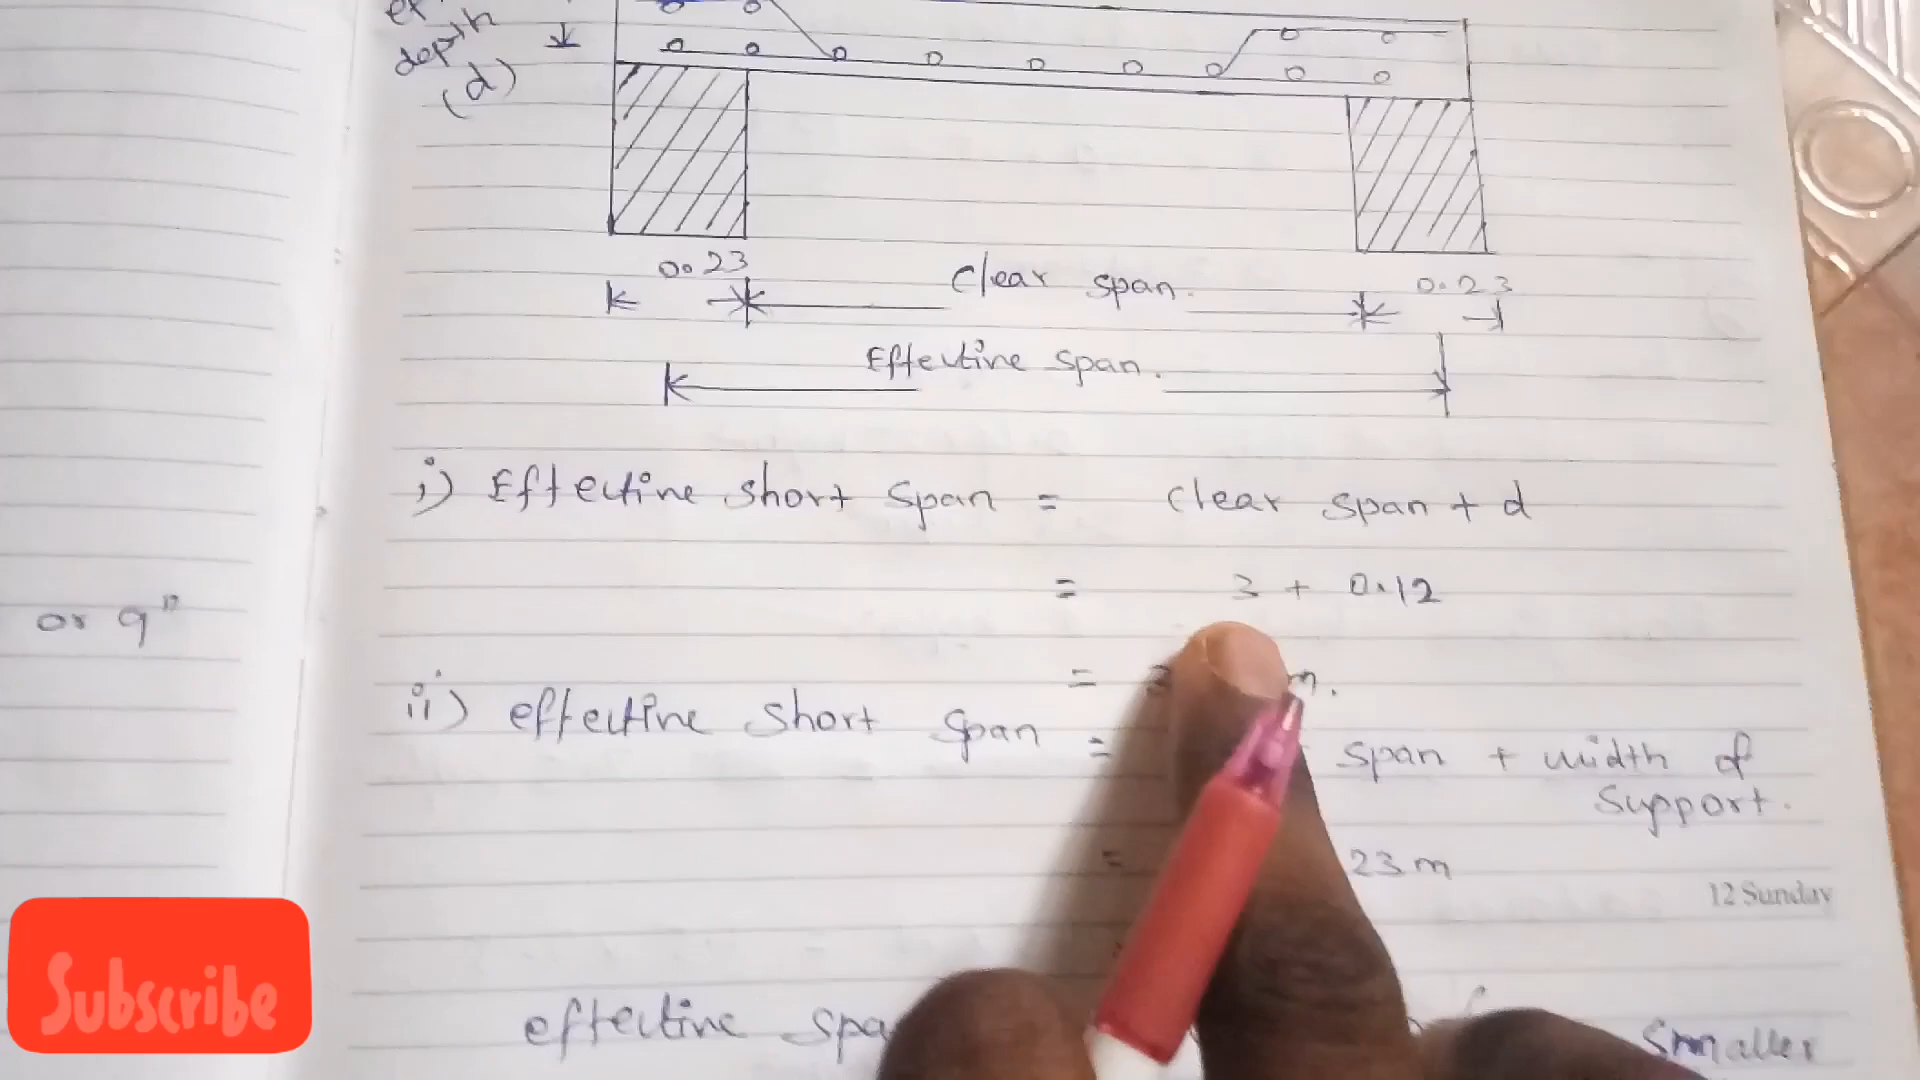 depth
(d)
0.23
Clear span.
0.23
Effective span.
i) Effective short span = clear span + d
= 3 + 0.12
or 9"
= 3 m.
ii) effective short span = span + width of
support.
= 23 m
12 Sunday
Subscribe
effective smaller